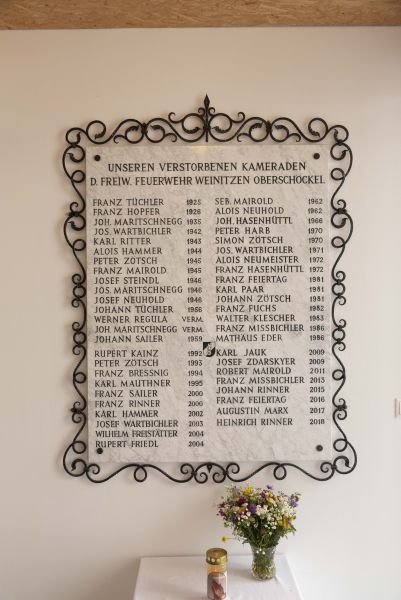 UNSEREN VERSTORBENEN KAMERADEN
D. FREIW. FEUERWEHR WEINITZEN OBERSCHÖCKEL
FRANZ TÜCHLER 1925
FRANZ HOPFER 1926
JOH. MARITSCHNEGG 1935
JOS. WARTBICHLER 1942
KARL RITTER 1943
ALOIS HAMMER 1944
PETER ZÖTSCH 1945
FRANZ MAIROLD 1945
JOSEF STEINDL 1946
JOS. MARITSCHNEGG 1946
JOSEF NEUHOLD 1946
JOHANN TÜCHLER 1956
WERNER REGULA VERM.
JOH. MARITSCHNEGG VERM.
JOHANN SAILER 1959
RUPERT KAINZ 1992
PETER ZÖTSCH 1993
FRANZ BRESSNIG 1994
KARL MAUTHNER 1995
FRANZ SAILER 2000
FRANZ RINNER 2000
KARL HAMMER 2002
JOSEF WARTBICHLER 2003
WILHELM FREISTÄTTER 2004
RUPERT FRIEDL 2004
SEB. MAIROLD 1962
ALOIS NEUHOLD 1962
JOH. HASENHÜTTL 1966
PETER HARB 1970
SIMON ZÖTSCH 1970
JOS. WARTBICHLER 1971
ALOIS NEUMEISTER 1972
FRANZ HASENHÜTTL 1972
FRANZ FEIERTAG 1981
KARL PAAR 1981
JOHANN ZÖTSCH 1981
FRANZ FUCHS 1982
WALTER KLESCHER 1983
FRANZ MISSBICHLER 1986
MATHÄUS EDER 1986
KARL JAUK 2009
JOSEF ZDARSKYER 2009
ROBERT MAIROLD 2011
FRANZ MISSBICHLER 2013
JOHANN RINNER 2015
FRANZ FEIERTAG 2016
AUGUSTIN MARX 2017
HEINRICH RINNER 2018